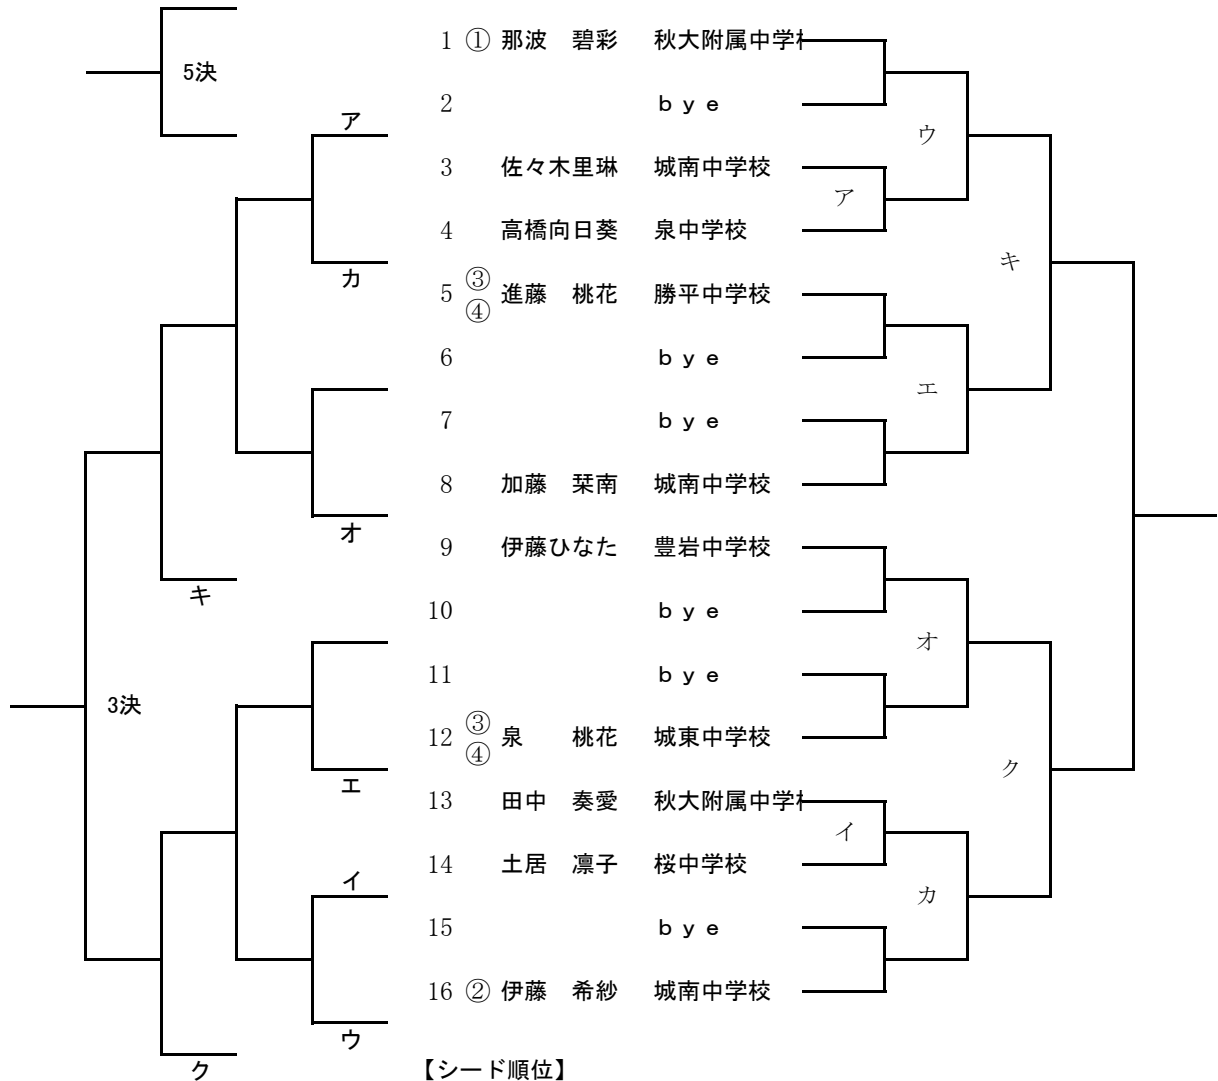 1 ① 那波　碧彩 秋大附属中学校
5決
2 ｂｙｅ
ア
ウ
3 佐々木里琳 城南中学校
ア
4 高橋向日葵 泉中学校
キ
カ
5 ③④ 進藤　桃花 勝平中学校
6 ｂｙｅ
エ
7 ｂｙｅ
8 加藤　栞南 城南中学校
オ
9 伊藤ひなた 豊岩中学校
キ
10 ｂｙｅ
オ
11 ｂｙｅ
3決
12 ③④ 泉　　桃花 城東中学校
ク
エ
13 田中　奏愛 秋大附属中学校
イ
14 土居　凛子 桜中学校
イ
カ
15 ｂｙｅ
16 ② 伊藤　希紗 城南中学校
ウ
ク
【シード順位】